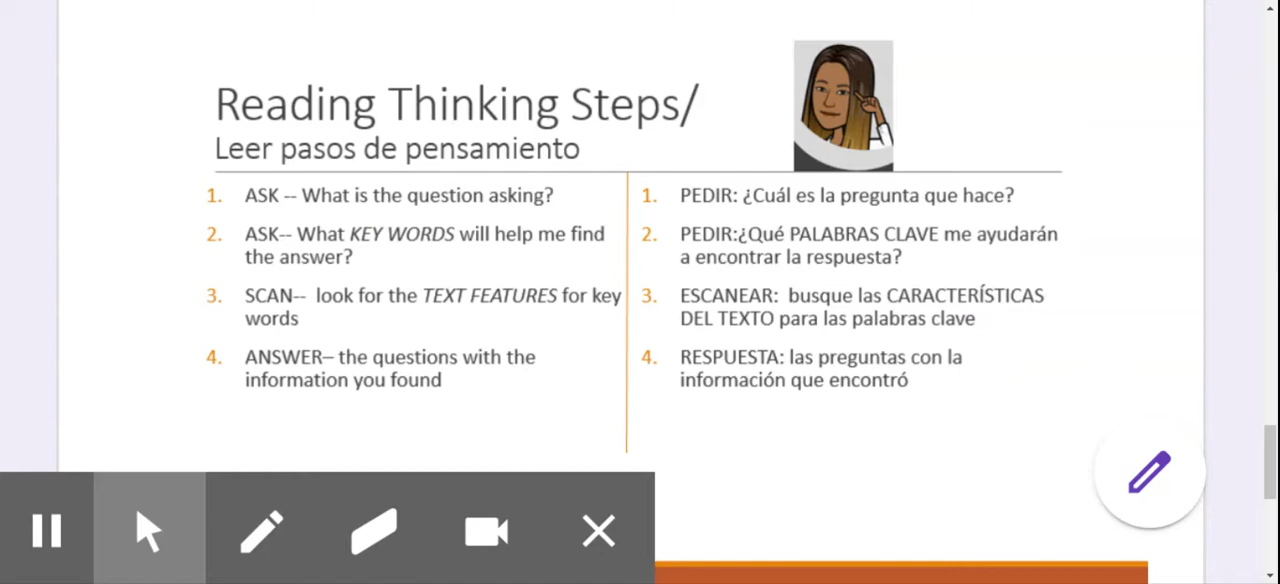 Reading Thinking Steps/
Leer pasos de pensamiento
1. ASK -- What is the question asking?
2. ASK-- What KEY WORDS will help me find
the answer?
3. SCAN-- look for the TEXT FEATURES for key
words
4. ANSWER– the questions with the
information you found
1. PEDIR: ¿Cuál es la pregunta que hace?
2. PEDIR:¿Qué PALABRAS CLAVE me ayudarán
a encontrar la respuesta?
3. ESCANEAR: busque las CARACTERÍSTICAS
DEL TEXTO para las palabras clave
4. RESPUESTA: las preguntas con la
información que encontró